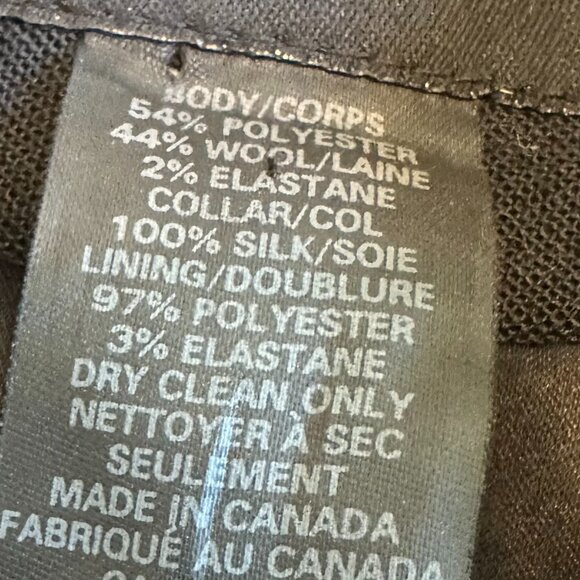 BODY/CORPS
54% POLYESTER
44% WOOL/LAINE
2% ELASTANE
COLLAR/COL
100% SILK/SOIE
LINING/DOUBLURE
97% POLYESTER
3% ELASTANE
DRY CLEAN ONLY
NETTOYER À SEC
SEULEMENT
MADE IN CANADA
FABRIQUÉ AU CANADA